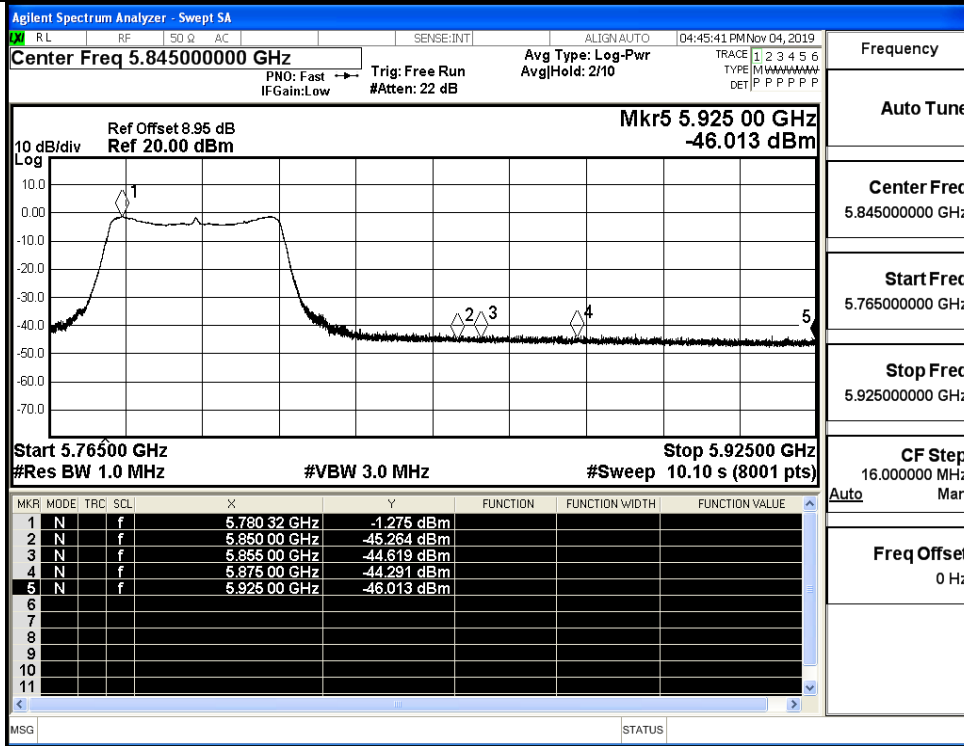 Agilent Spectrum Analyzer - Swept SA
LXI RL RF 50 Ω AC SENSE:INT ALIGNAUTO 04:45:41 PMNov 04, 2019
Center Freq 5.845000000 GHz
PNO: Fast
IFGain:Low
Trig: Free Run
#Atten: 22 dB
Avg Type: Log-Pwr
Avg|Hold: 2/10
TRACE 1 2 3 4 5 6
TYPE M W W W W W
DET P P P P P P
Mkr5 5.925 00 GHz
-46.013 dBm
Ref Offset 8.95 dB
10 dB/div Ref 20.00 dBm
Log
10.0
0.00
-10.0
-20.0
-30.0
-40.0
-50.0
-60.0
-70.0
1
2
3
4
5
Start 5.76500 GHz Stop 5.92500 GHz
#Res BW 1.0 MHz #VBW 3.0 MHz #Sweep 10.10 s (8001 pts)
MKR MODE TRC SCL X Y FUNCTION FUNCTION WIDTH FUNCTION VALUE
1 N f 5.780 32 GHz -1.275 dBm
2 N f 5.850 00 GHz -45.264 dBm
3 N f 5.855 00 GHz -44.619 dBm
4 N f 5.875 00 GHz -44.291 dBm
5 N f 5.925 00 GHz -46.013 dBm
6
7
8
9
10
11
MSG STATUS
Frequency
Auto Tune
Center Freq
5.845000000 GHz
Start Freq
5.765000000 GHz
Stop Freq
5.925000000 GHz
CF Step
16.000000 MHz
Auto Man
Freq Offset
0 Hz